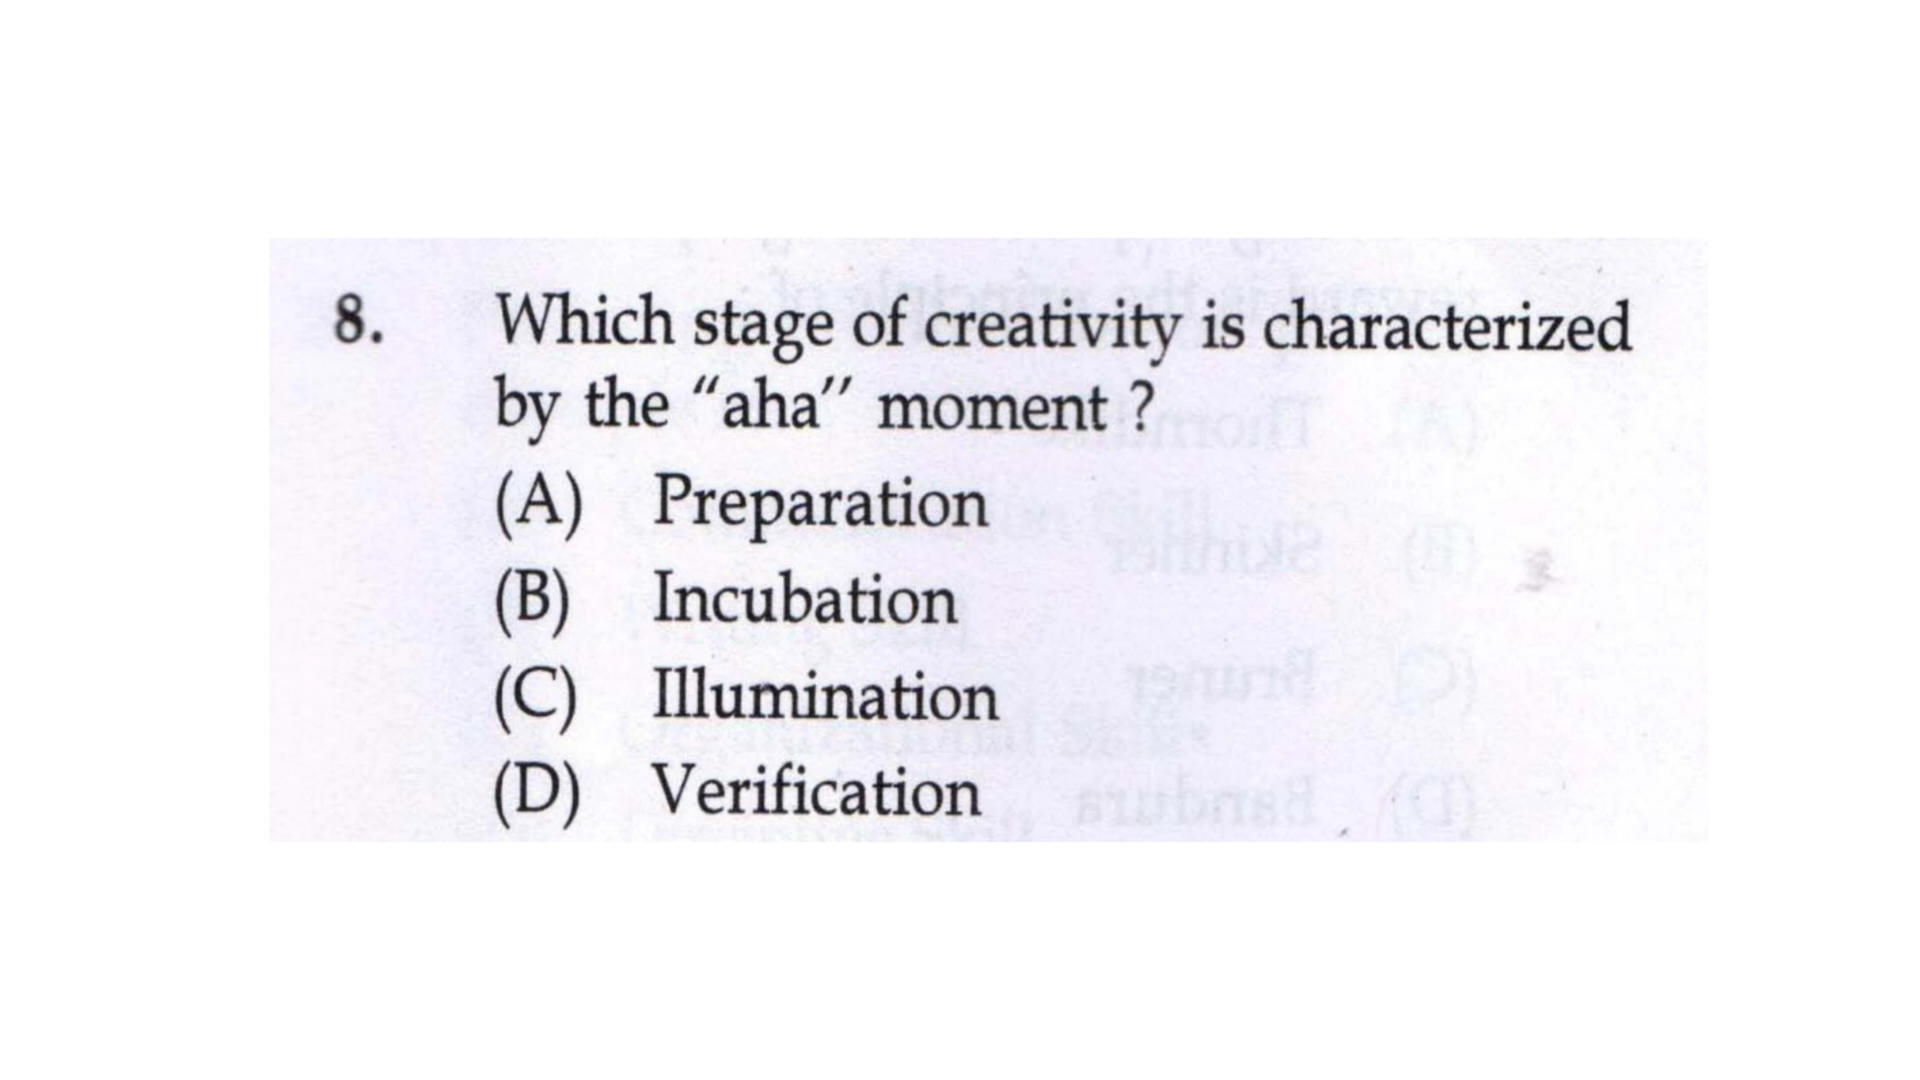 8. Which stage of creativity is characterized
by the “aha” moment ?
(A) Preparation
(B) Incubation
(C) Illumination
(D) Verification